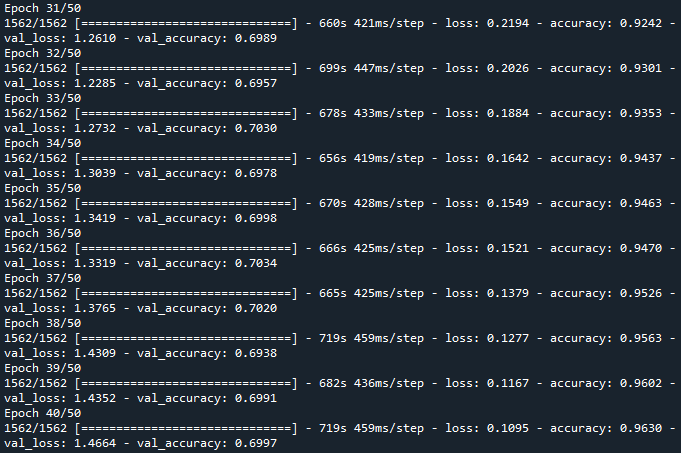 Epoch 31/50
1562/1562 [==============================] - 660s 421ms/step - loss: 0.2194 - accuracy: 0.9242 -
val_loss: 1.2610 - val_accuracy: 0.6989
Epoch 32/50
1562/1562 [==============================] - 699s 447ms/step - loss: 0.2026 - accuracy: 0.9301 -
val_loss: 1.2285 - val_accuracy: 0.6957
Epoch 33/50
1562/1562 [==============================] - 678s 433ms/step - loss: 0.1884 - accuracy: 0.9353 -
val_loss: 1.2732 - val_accuracy: 0.7030
Epoch 34/50
1562/1562 [==============================] - 656s 419ms/step - loss: 0.1642 - accuracy: 0.9437 -
val_loss: 1.3039 - val_accuracy: 0.6978
Epoch 35/50
1562/1562 [==============================] - 670s 428ms/step - loss: 0.1549 - accuracy: 0.9463 -
val_loss: 1.3419 - val_accuracy: 0.6998
Epoch 36/50
1562/1562 [==============================] - 666s 425ms/step - loss: 0.1521 - accuracy: 0.9470 -
val_loss: 1.3319 - val_accuracy: 0.7034
Epoch 37/50
1562/1562 [==============================] - 665s 425ms/step - loss: 0.1379 - accuracy: 0.9526 -
val_loss: 1.3765 - val_accuracy: 0.7020
Epoch 38/50
1562/1562 [==============================] - 719s 459ms/step - loss: 0.1277 - accuracy: 0.9563 -
val_loss: 1.4309 - val_accuracy: 0.6938
Epoch 39/50
1562/1562 [==============================] - 682s 436ms/step - loss: 0.1167 - accuracy: 0.9602 -
val_loss: 1.4352 - val_accuracy: 0.6991
Epoch 40/50
1562/1562 [==============================] - 719s 459ms/step - loss: 0.1095 - accuracy: 0.9630 -
val_loss: 1.4664 - val_accuracy: 0.6997